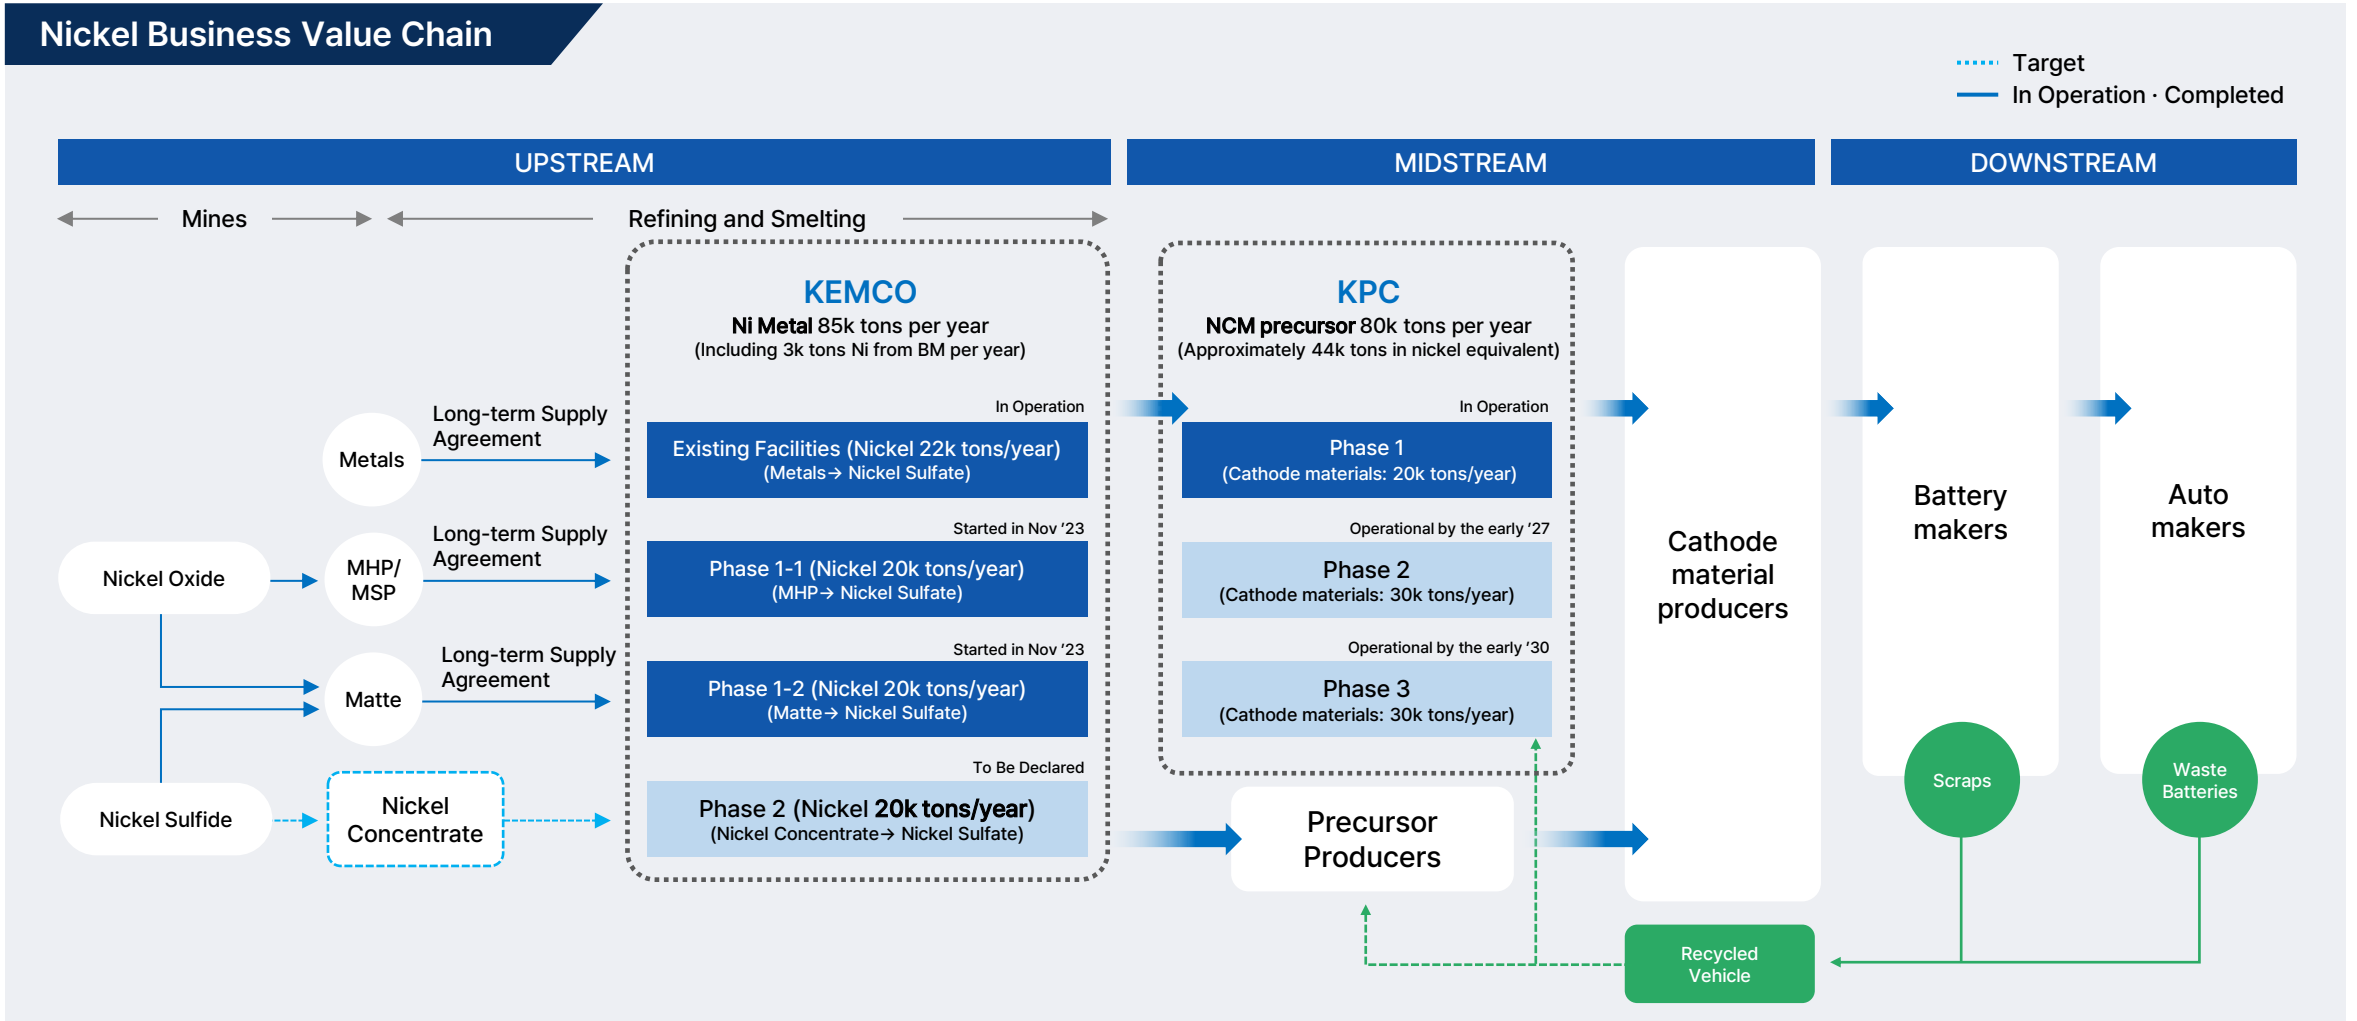 Nickel Business Value Chain
Target
In Operation · Completed
UPSTREAM
MIDSTREAM
DOWNSTREAM
Mines
Refining and Smelting
Nickel Oxide
Nickel Sulfide
Metals
MHP/
MSP
Matte
Nickel
Concentrate
Long-term Supply
Agreement
Long-term Supply
Agreement
Long-term Supply
Agreement
KEMCO
Ni Metal 85k tons per year
(Including 3k tons Ni from BM per year)
In Operation
Existing Facilities (Nickel 22k tons/year)
(Metals→ Nickel Sulfate)
Started in Nov ’23
Phase 1-1 (Nickel 20k tons/year)
(MHP→ Nickel Sulfate)
Started in Nov ’23
Phase 1-2 (Nickel 20k tons/year)
(Matte→ Nickel Sulfate)
To Be Declared
Phase 2 (Nickel 20k tons/year)
(Nickel Concentrate→ Nickel Sulfate)
KPC
NCM precursor 80k tons per year
(Approximately 44k tons in nickel equivalent)
In Operation
Phase 1
(Cathode materials: 20k tons/year)
Operational by the early ’27
Phase 2
(Cathode materials: 30k tons/year)
Operational by the early ’30
Phase 3
(Cathode materials: 30k tons/year)
Precursor
Producers
Cathode
material
producers
Battery
makers
Auto
makers
Scraps
Waste
Batteries
Recycled
Vehicle